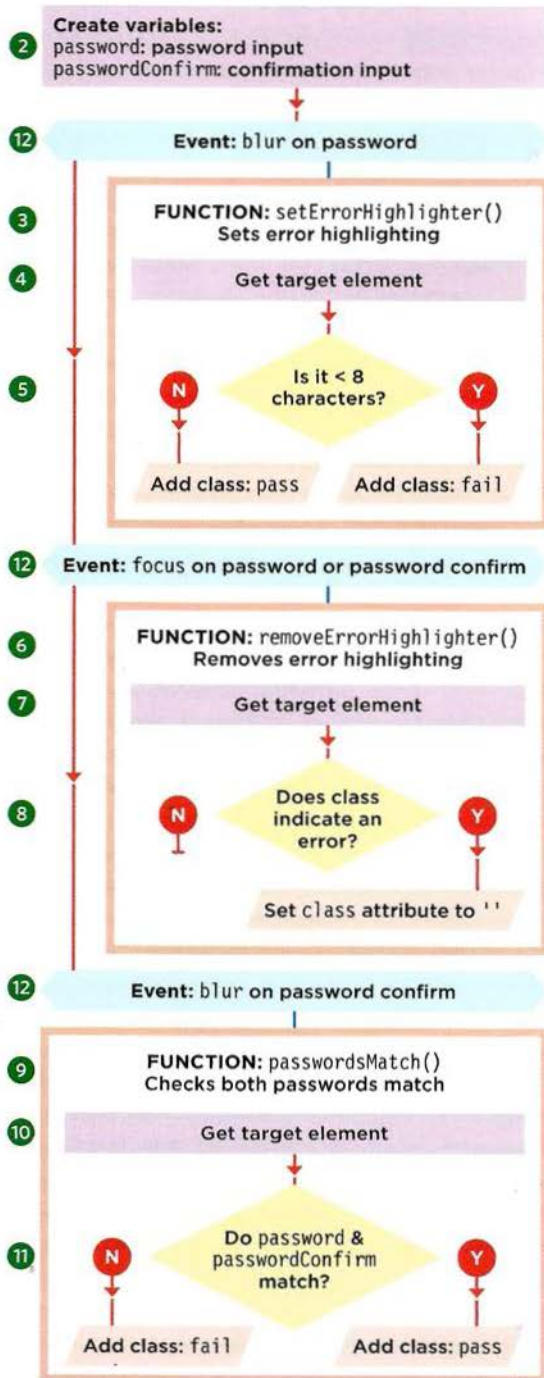 Create variables:
2 password: password input
passwordConfirm: confirmation input
12 Event: blur on password
3 FUNCTION: setErrorHighlighter()
Sets error highlighting
4 Get target element
Is it < 8
5 N characters? Y
Add class: pass Add class: fail
12 Event: focus on password or password confirm
6 FUNCTION: removeErrorHighlighter()
Removes error highlighting
7 Get target element
Does class
8 N indicate an Y
error?
Set class attribute to ''
12 Event: blur on password confirm
9 FUNCTION: passwordsMatch()
Checks both passwords match
10 Get target element
Do password &
11 N passwordConfirm Y
match?
Add class: fail Add class: pass